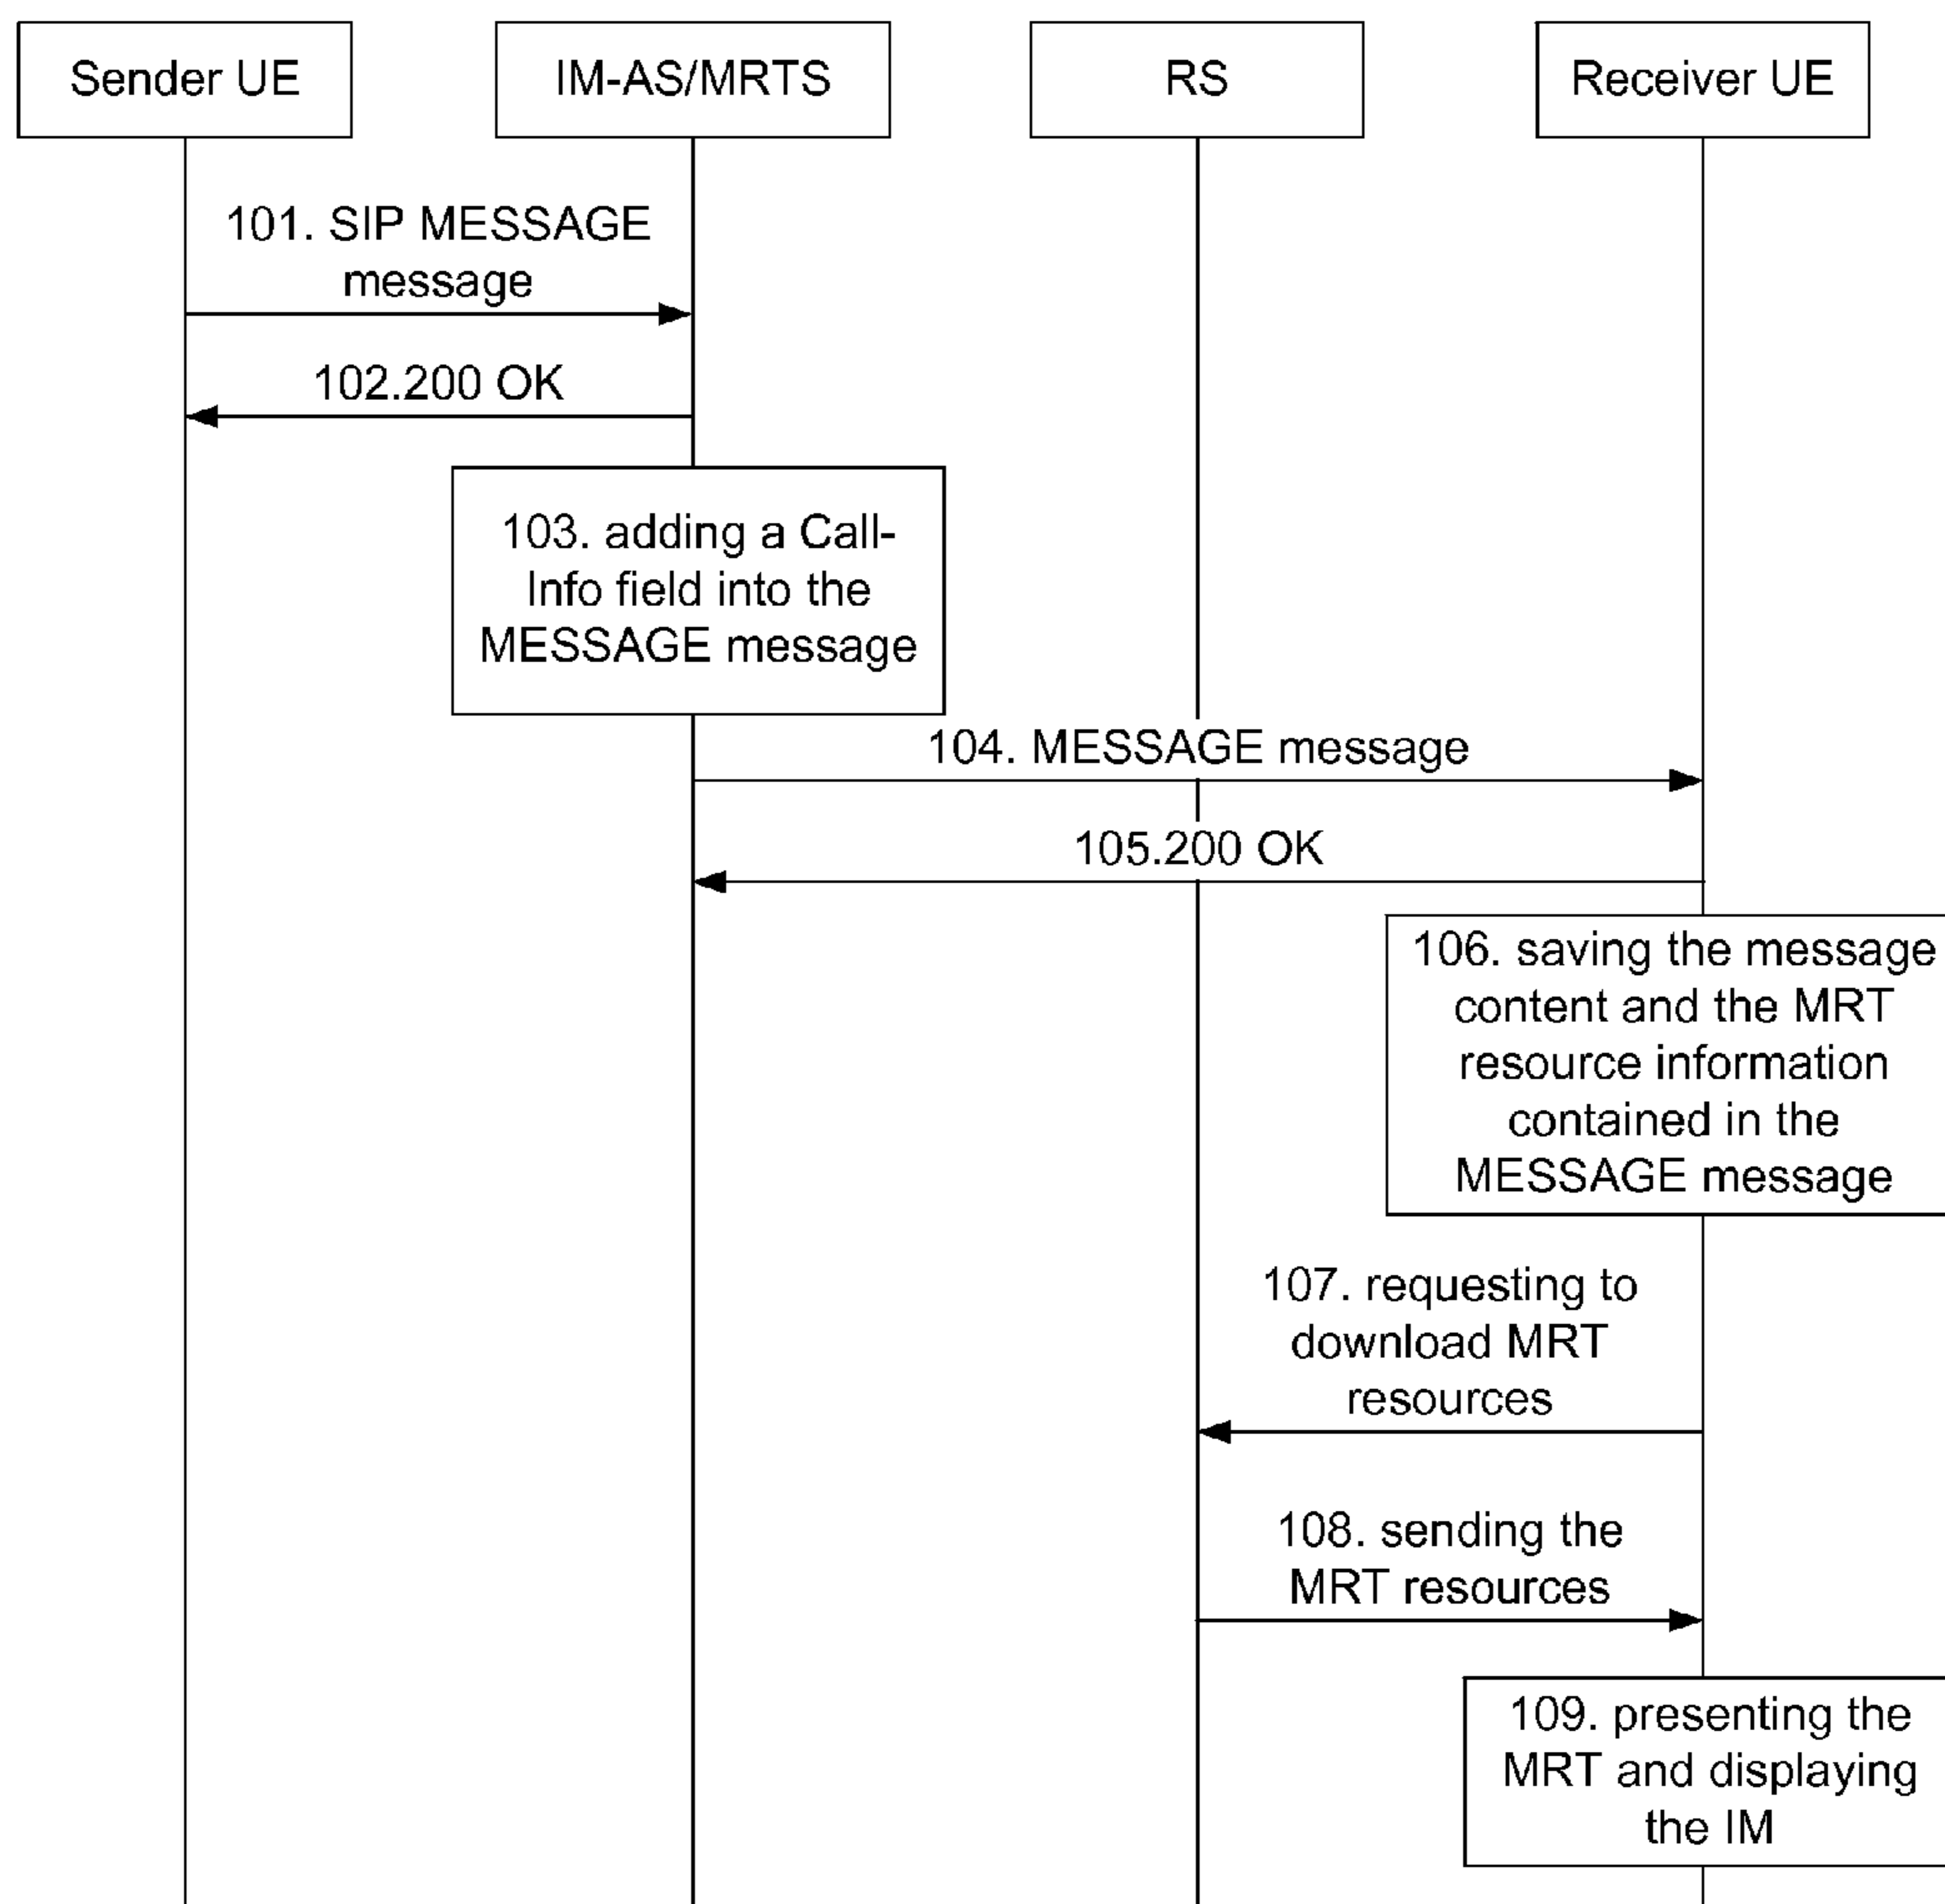 Sender UE
IM-AS/MRTS
RS
Receiver UE
101. SIP MESSAGE
message
102.200 OK
103. adding a Call-
Info field into the
MESSAGE message
104. MESSAGE message
105.200 OK
106. saving the message
content and the MRT
resource information
contained in the
MESSAGE message
107. requesting to
download MRT
resources
108. sending the
MRT resources
109. presenting the
MRT and displaying
the IM